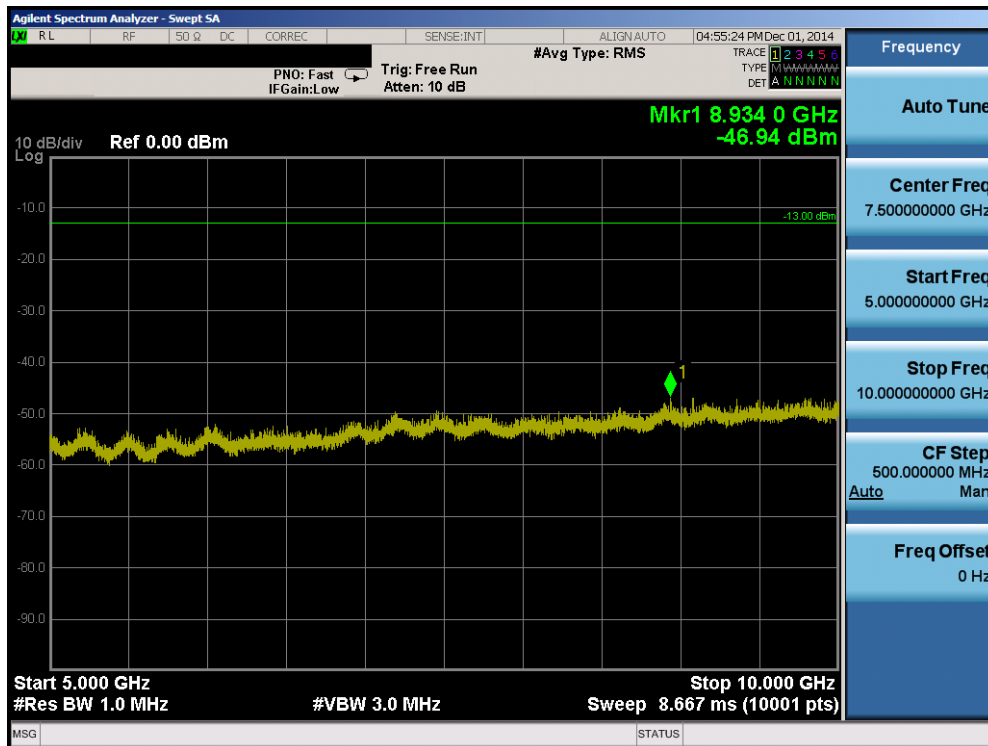 Agilent Spectrum Analyzer - Swept SA
LXI RL RF 50 Ω DC CORREC SENSE:INT ALIGN AUTO 04:55:24 PM Dec 01, 2014
#Avg Type: RMS TRACE 1 2 3 4 5 6
PNO: Fast Trig: Free Run TYPE M WWWWW
IFGain:Low Atten: 10 dB DET A N N N N N
Mkr1 8.934 0 GHz
-46.94 dBm
10 dB/div Ref 0.00 dBm
Log
-10.0
-13.00 dBm
-20.0
-30.0
-40.0
1
-50.0
-60.0
-70.0
-80.0
-90.0
Start 5.000 GHz Stop 10.000 GHz
#Res BW 1.0 MHz #VBW 3.0 MHz Sweep 8.667 ms (10001 pts)
MSG STATUS
Frequency
Auto Tune
Center Freq
7.500000000 GHz
Start Freq
5.000000000 GHz
Stop Freq
10.000000000 GHz
CF Step
500.000000 MHz
Auto Man
Freq Offset
0 Hz